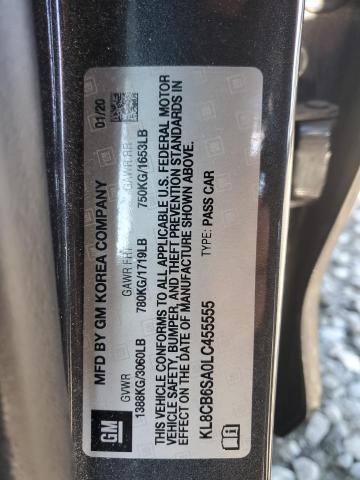 MFD BY GM KOREA COMPANY 01/20
GVWR GAWR FRT GAWR RR
1388KG/3060LB 780KG/1719LB 750KG/1653LB
THIS VEHICLE CONFORMS TO ALL APPLICABLE U.S. FEDERAL MOTOR
VEHICLE SAFETY, BUMPER, AND THEFT PREVENTION STANDARDS IN
EFFECT ON THE DATE OF MANUFACTURE SHOWN ABOVE.
KL8CB6SA0LC455555 TYPE: PASS CAR
GM